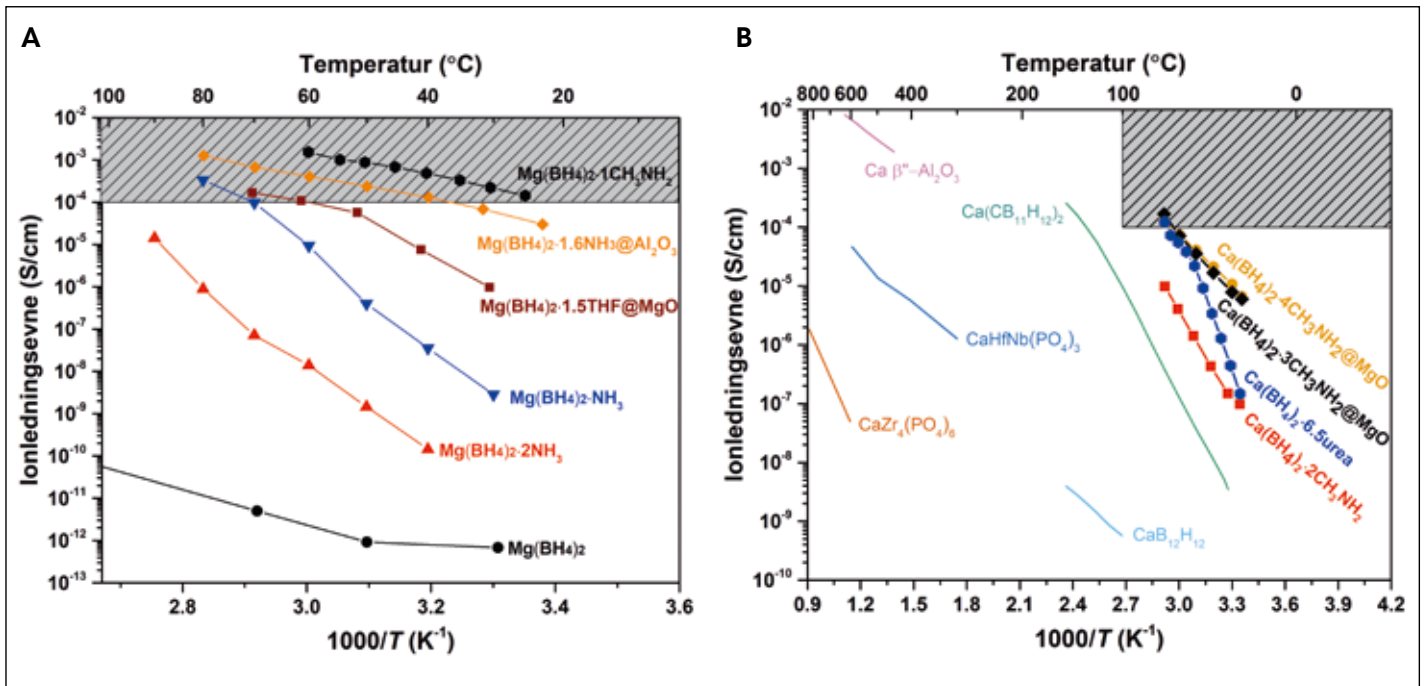 A
Temperatur (°C)
100 80 60 40 20
Ionledningsevne (S/cm)
10⁻²
10⁻³
10⁻⁴
10⁻⁵
10⁻⁶
10⁻⁷
10⁻⁸
10⁻⁹
10⁻¹⁰
10⁻¹¹
10⁻¹²
10⁻¹³
Mg(BH₄)₂·1CH₃NH₂
Mg(BH₄)₂·1.6NH₃@Al₂O₃
Mg(BH₄)₂·1.5THF@MgO
Mg(BH₄)₂·NH₃
Mg(BH₄)₂·2NH₃
Mg(BH₄)₂
2.8 3.0 3.2 3.4 3.6
1000/T (K⁻¹)
B
Temperatur (°C)
800 600 400 200 100 0
Ionledningsevne (S/cm)
10⁻²
10⁻³
10⁻⁴
10⁻⁵
10⁻⁶
10⁻⁷
10⁻⁸
10⁻⁹
10⁻¹⁰
Ca β"–Al₂O₃
Ca(CB₁₁H₁₂)₂
CaHfNb(PO₄)₃
CaZr₄(PO₄)₆
CaB₁₂H₁₂
Ca(BH₄)₂·4CH₃NH₂@MgO
Ca(BH₄)₂·3CH₃NH₂@MgO
Ca(BH₄)₂·6.5urea
Ca(BH₄)₂·2CH₃NH₂
0.9 1.2 1.5 1.8 2.1 2.4 2.7 3.0 3.3 3.6 3.9 4.2
1000/T (K⁻¹)